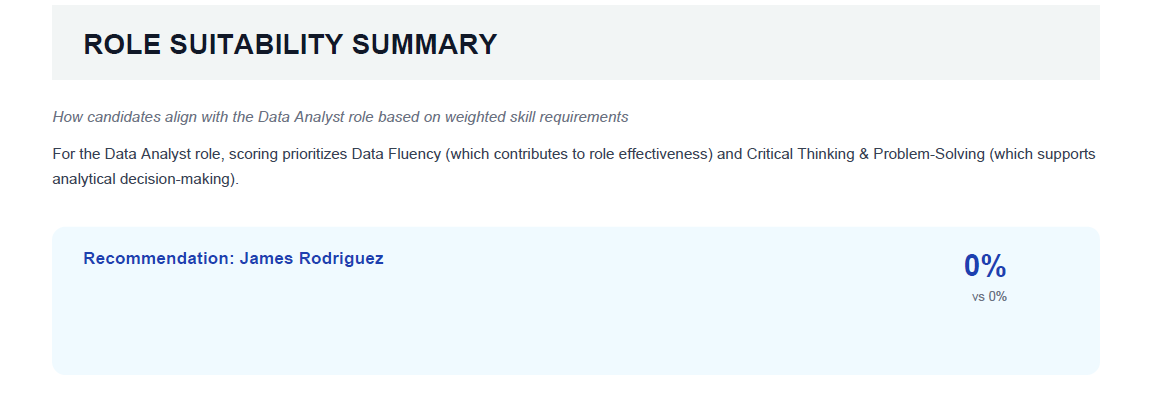 ROLE SUITABILITY SUMMARY
How candidates align with the Data Analyst role based on weighted skill requirements
For the Data Analyst role, scoring prioritizes Data Fluency (which contributes to role effectiveness) and Critical Thinking & Problem-Solving (which supports
analytical decision-making).
Recommendation: James Rodriguez
0%
vs 0%